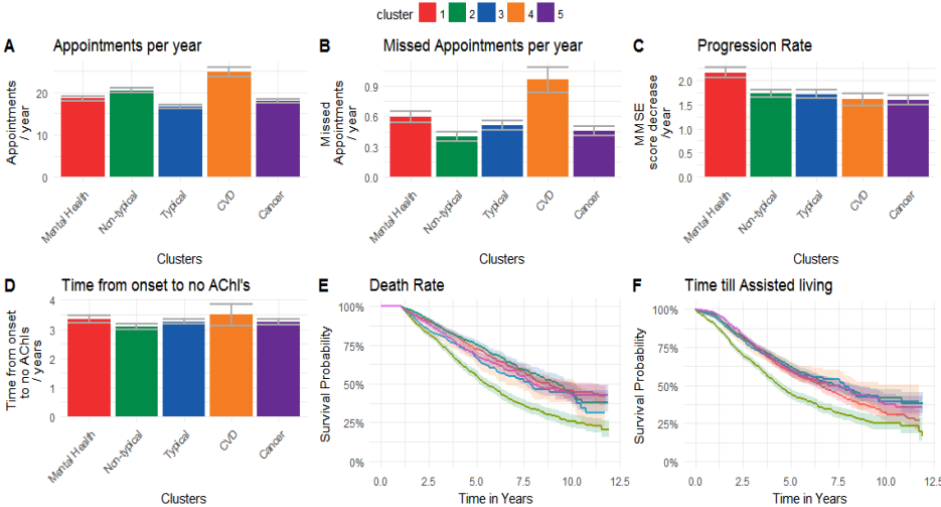 cluster 1 2 3 4 5
A Appointments per year
Appointments
/ year
20
10
0
Mental Health
Non-typical
Typical
CVD
Cancer
Clusters
B Missed Appointments per year
Missed
Appointments
/ year
0.9
0.6
0.3
0.0
Mental Health
Non-typical
Typical
CVD
Cancer
Clusters
C Progression Rate
MMSE
score decrease
/year
2.0
1.5
1.0
0.5
0.0
Mental Health
Non-typical
Typical
CVD
Cancer
Clusters
D Time from onset to no AChI's
Time from onset
to no AChIs
/ years
4
3
2
1
0
Mental Health
Non-typical
Typical
CVD
Cancer
Clusters
E Death Rate
Survival Probability
100%
75%
50%
25%
0%
0.0 2.5 5.0 7.5 10.0 12.5
Time in Years
F Time till Assisted living
Survival Probability
100%
75%
50%
25%
0%
0.0 2.5 5.0 7.5 10.0 12.5
Time in Years